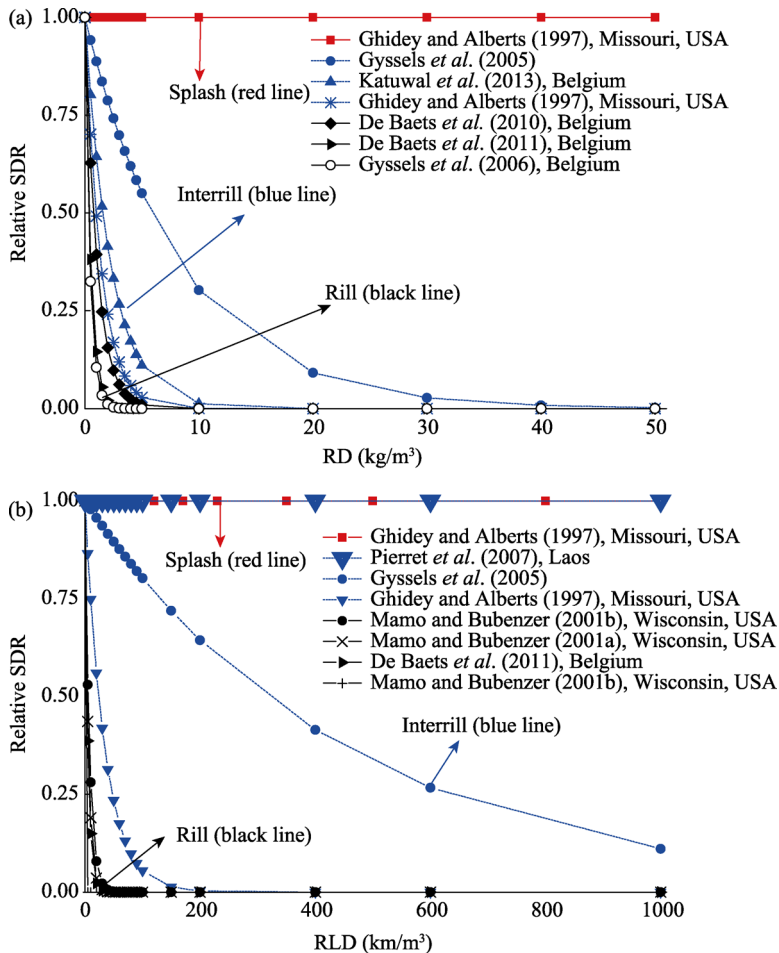 (a)
1.00
0.75
0.50
0.25
0.00
Relative SDR
Ghidey and Alberts (1997), Missouri, USA
Gyssels et al. (2005)
Katuwal et al. (2013), Belgium
Ghidey and Alberts (1997), Missouri, USA
De Baets et al. (2010), Belgium
De Baets et al. (2011), Belgium
Gyssels et al. (2006), Belgium
Splash (red line)
Interrill (blue line)
Rill (black line)
0 10 20 30 40 50
RD (kg/m³)
(b)
1.00
0.75
0.50
0.25
0.00
Relative SDR
Ghidey and Alberts (1997), Missouri, USA
Pierret et al. (2007), Laos
Gyssels et al. (2005)
Ghidey and Alberts (1997), Missouri, USA
Mamo and Bubenzer (2001b), Wisconsin, USA
Mamo and Bubenzer (2001a), Wisconsin, USA
De Baets et al. (2011), Belgium
Mamo and Bubenzer (2001b), Wisconsin, USA
Splash (red line)
Interrill (blue line)
Rill (black line)
0 200 400 600 800 1000
RLD (km/m³)